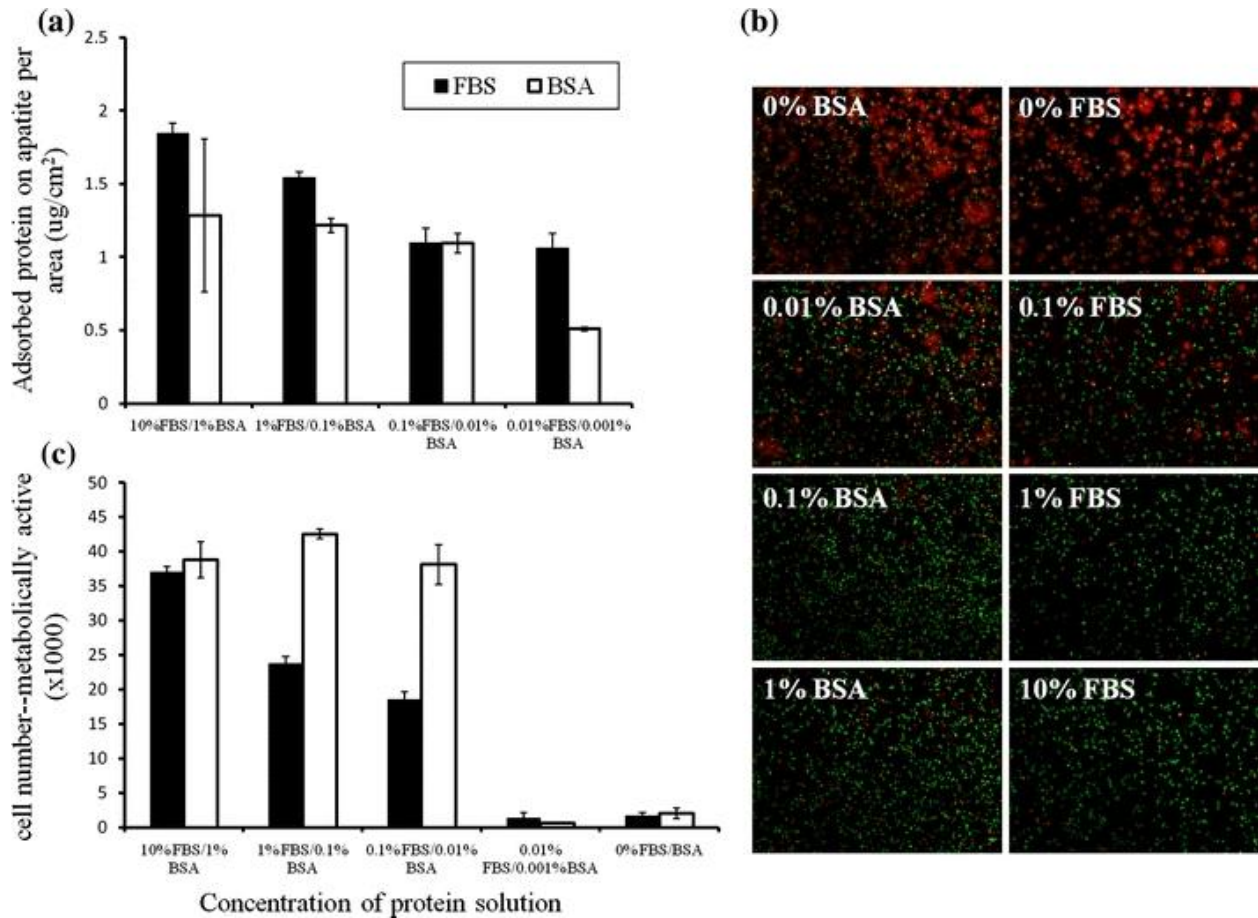 (a)
Adsorbed protein on apatite per
area (ug/cm²)
2.5
2
1.5
1
0.5
0
FBS
BSA
10%FBS/1%BSA
1%FBS/0.1%BSA
0.1%FBS/0.01%
BSA
0.01%FBS/0.001%
BSA
(b)
0% BSA
0% FBS
0.01% BSA
0.1% FBS
0.1% BSA
1% FBS
1% BSA
10% FBS
(c)
cell number--metabolically active
(x1000)
50
45
40
35
30
25
20
15
10
5
0
10%FBS/1%
BSA
1%FBS/0.1%
BSA
0.1%FBS/0.01%
BSA
0.01%
FBS/0.001%BSA
0%FBS/BSA
Concentration of protein solution